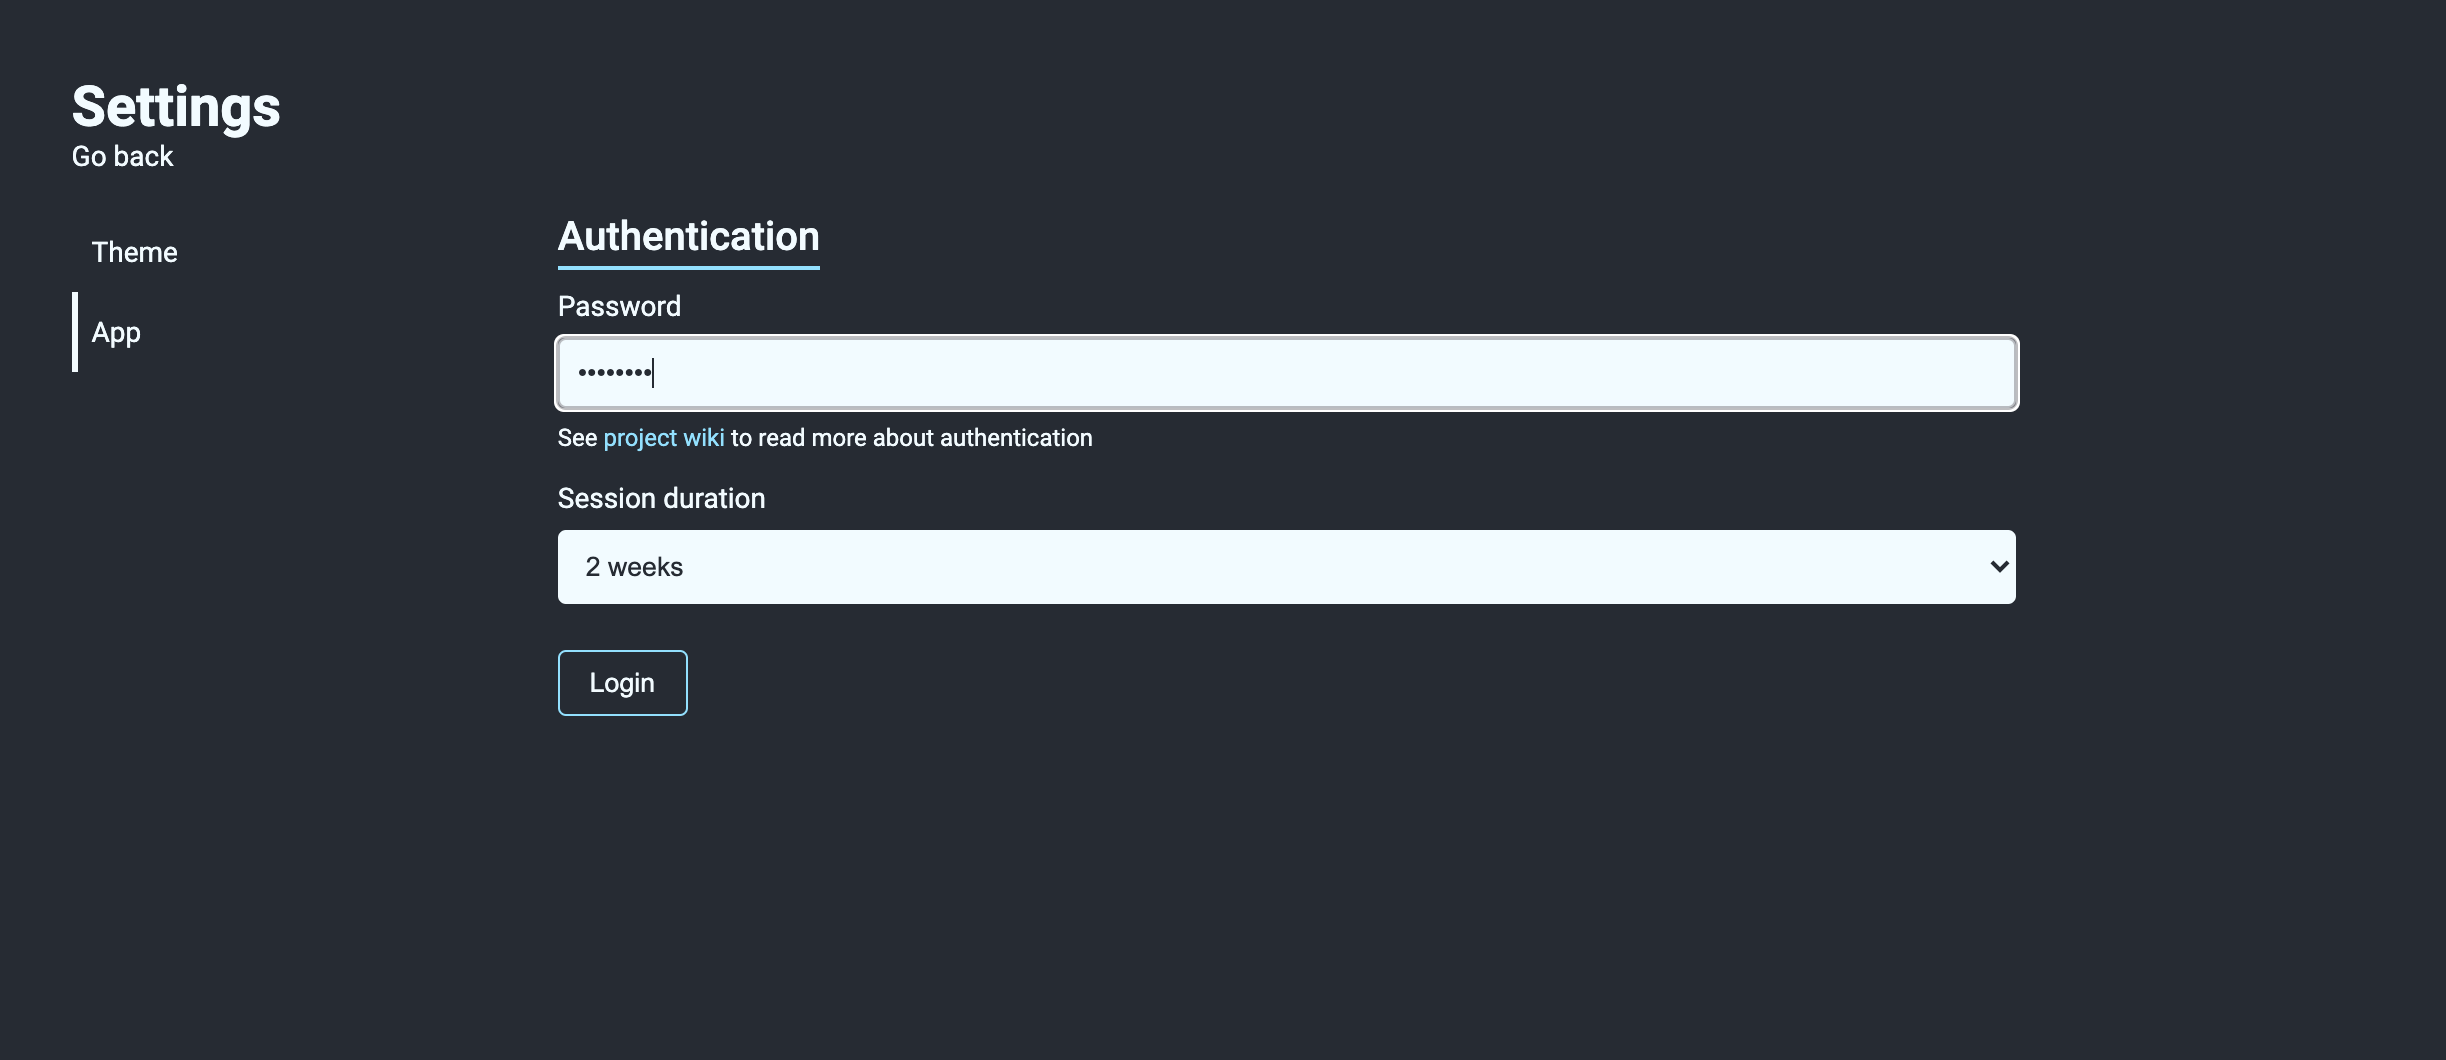 Settings
Go back
Theme
App
Authentication
Password
••••••••
See project wiki to read more about authentication
Session duration
2 weeks
Login